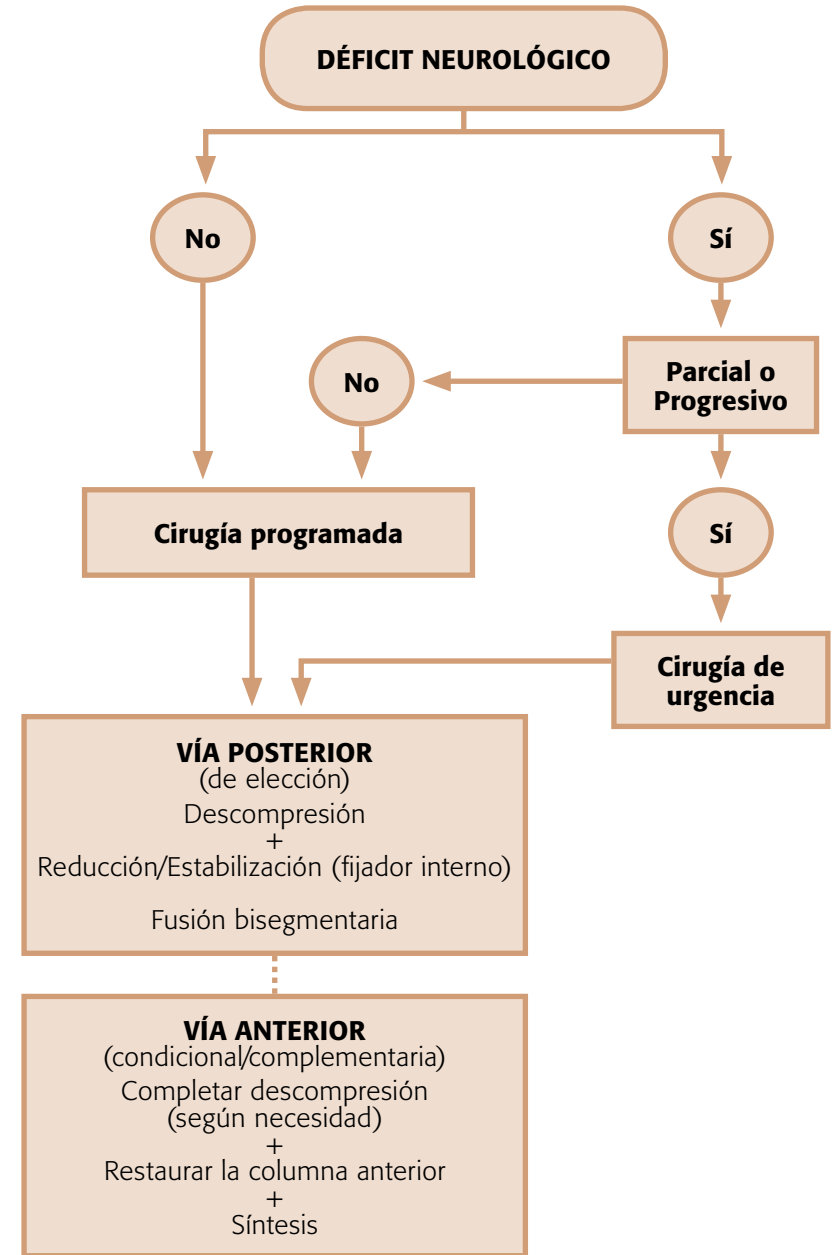 DÉFICIT NEUROLÓGICO
No
Sí
No
Parcial o
Progresivo
Cirugía programada
Sí
Cirugía de
urgencia
VÍA POSTERIOR
(de elección)
Descompresión
+
Reducción/Estabilización (fijador interno)
Fusión bisegmentaria
VÍA ANTERIOR
(condicional/complementaria)
Completar descompresión
(según necesidad)
+
Restaurar la columna anterior
+
Síntesis